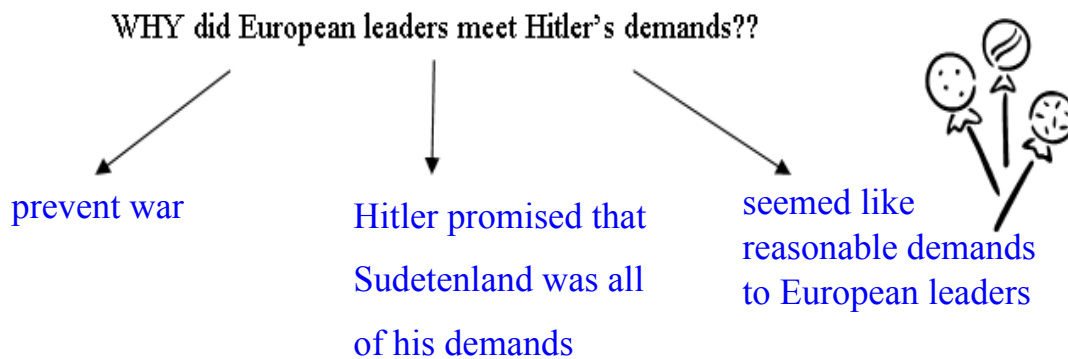 WHY did European leaders meet Hitler's demands??
prevent war
Hitler promised that
Sudetenland was all
of his demands
seemed like
reasonable demands
to European leaders